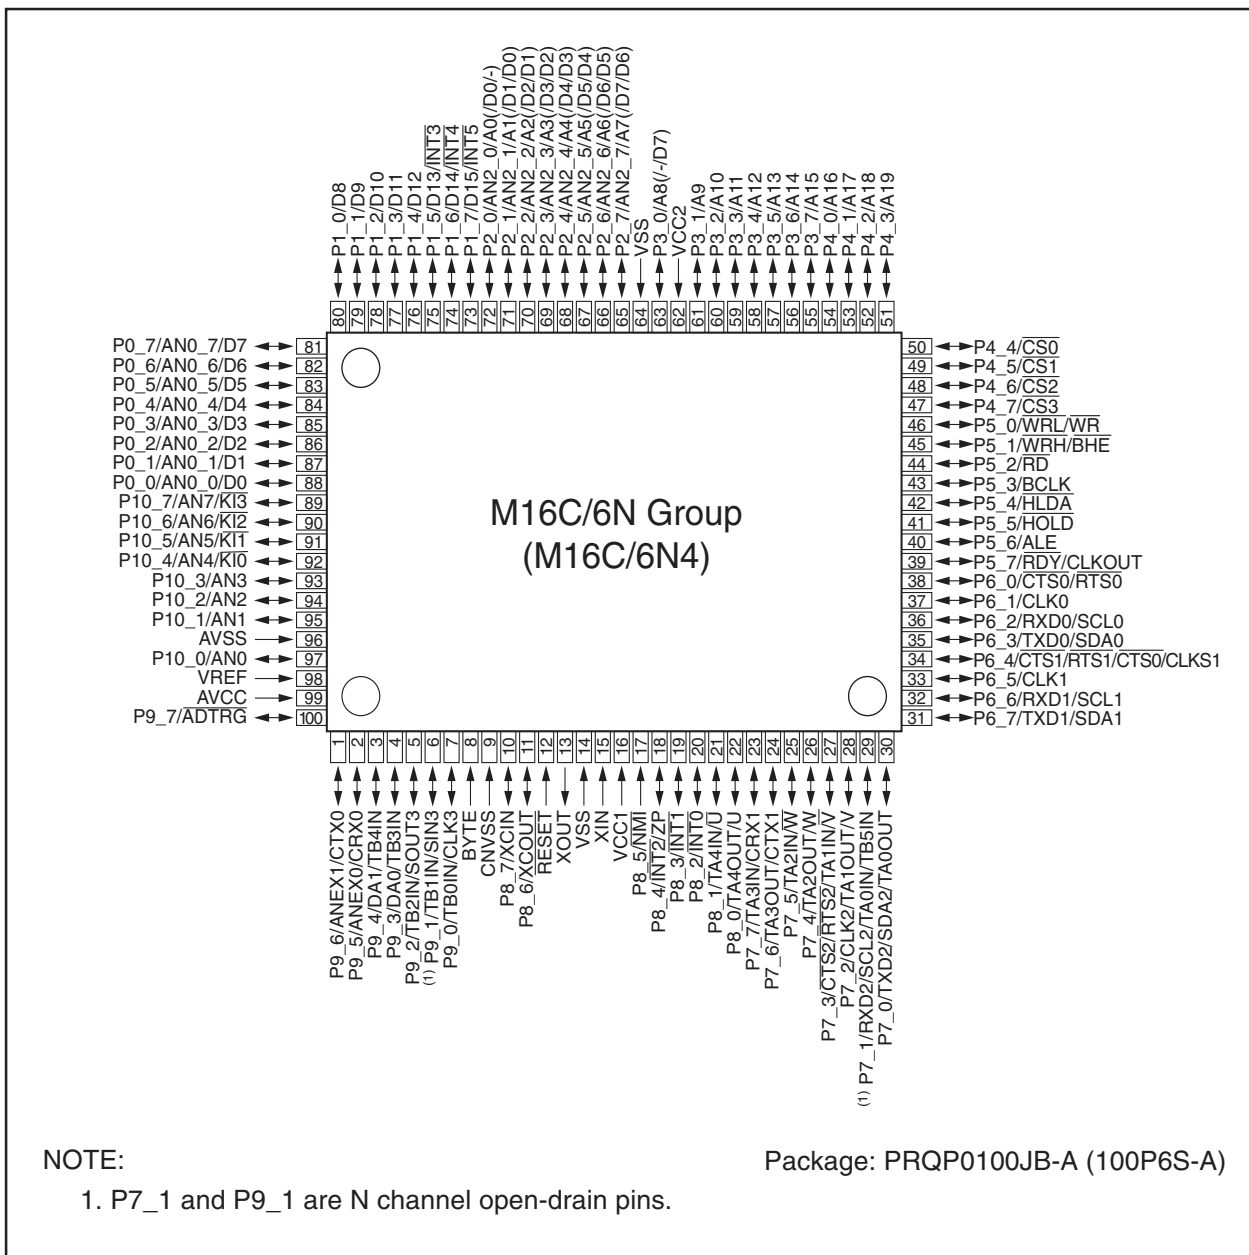 P1_0/D8
P1_1/D9
P1_2/D10
P1_3/D11
P1_4/D12
P1_5/D13/INT3
P1_6/D14/INT4
P1_7/D15/INT5
P2_0/AN2_0/A0(/D0/-)
P2_1/AN2_1/A1(/D1/D0)
P2_2/AN2_2/A2(/D2/D1)
P2_3/AN2_3/A3(/D3/D2)
P2_4/AN2_4/A4(/D4/D3)
P2_5/AN2_5/A5(/D5/D4)
P2_6/AN2_6/A6(/D6/D5)
P2_7/AN2_7/A7(/D7/D6)
VSS
P3_0/A8(/-/D7)
VCC2
P3_1/A9
P3_2/A10
P3_3/A11
P3_4/A12
P3_5/A13
P3_6/A14
P3_7/A15
P4_0/A16
P4_1/A17
P4_2/A18
P4_3/A19
80
79
78
77
76
75
74
73
72
71
70
69
68
67
66
65
64
63
62
61
60
59
58
57
56
55
54
53
52
51
P0_7/AN0_7/D7 81
P0_6/AN0_6/D6 82
P0_5/AN0_5/D5 83
P0_4/AN0_4/D4 84
P0_3/AN0_3/D3 85
P0_2/AN0_2/D2 86
P0_1/AN0_1/D1 87
P0_0/AN0_0/D0 88
P10_7/AN7/KI3 89
P10_6/AN6/KI2 90
P10_5/AN5/KI1 91
P10_4/AN4/KI0 92
P10_3/AN3 93
P10_2/AN2 94
P10_1/AN1 95
AVSS 96
P10_0/AN0 97
VREF 98
AVCC 99
P9_7/ADTRG 100
M16C/6N Group
(M16C/6N4)
50 P4_4/CS0
49 P4_5/CS1
48 P4_6/CS2
47 P4_7/CS3
46 P5_0/WRL/WR
45 P5_1/WRH/BHE
44 P5_2/RD
43 P5_3/BCLK
42 P5_4/HLDA
41 P5_5/HOLD
40 P5_6/ALE
39 P5_7/RDY/CLKOUT
38 P6_0/CTS0/RTS0
37 P6_1/CLK0
36 P6_2/RXD0/SCL0
35 P6_3/TXD0/SDA0
34 P6_4/CTS1/RTS1/CTS0/CLKS1
33 P6_5/CLK1
32 P6_6/RXD1/SCL1
31 P6_7/TXD1/SDA1
1
2
3
4
5
6
7
8
9
10
11
12
13
14
15
16
17
18
19
20
21
22
23
24
25
26
27
28
29
30
P9_6/ANEX1/CTX0
P9_5/ANEX0/CRX0
P9_4/DA1/TB4IN
P9_3/DA0/TB3IN
P9_2/TB2IN/SOUT3
(1) P9_1/TB1IN/SIN3
P9_0/TB0IN/CLK3
BYTE
CNVSS
P8_7/XCIN
P8_6/XCOUT
RESET
XOUT
VSS
XIN
VCC1
P8_5/NMI
P8_4/INT2/ZP
P8_3/INT1
P8_2/INT0
P8_1/TA4IN/U
P8_0/TA4OUT/U
P7_7/TA3IN/CRX1
P7_6/TA3OUT/CTX1
P7_5/TA2IN/W
P7_4/TA2OUT/W
P7_3/CTS2/RTS2/TA1IN/V
P7_2/CLK2/TA1OUT/V
(1) P7_1/RXD2/SCL2/TA0IN/TB5IN
P7_0/TXD2/SDA2/TA0OUT
NOTE:
1. P7_1 and P9_1 are N channel open-drain pins.
Package: PRQP0100JB-A (100P6S-A)